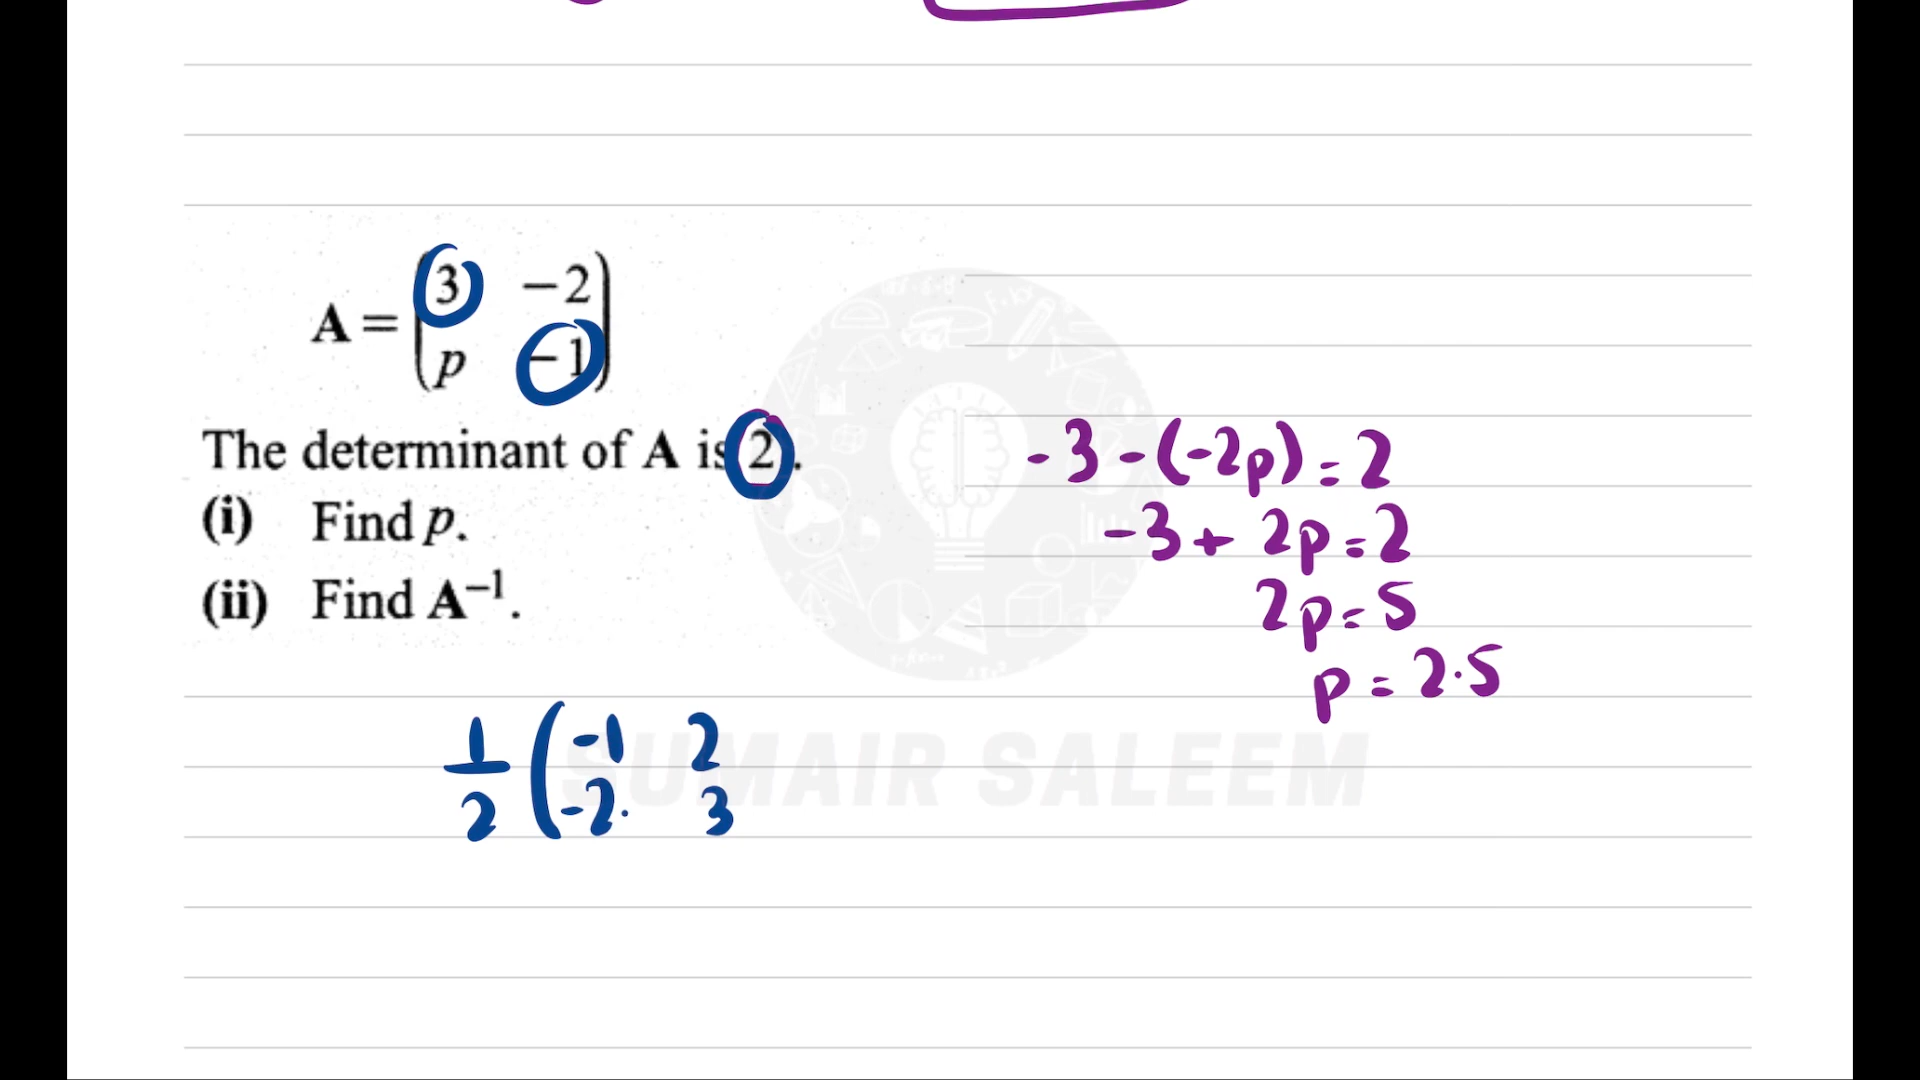 A = ( 3 −2
p −1 )
The determinant of A is 2.
(i) Find p.
(ii) Find A⁻¹.
-3-(-2p)=2
-3+2p=2
2p=5
p=2.5
1/2 ( -1 2
-2. 3
SUMAIR SALEEM